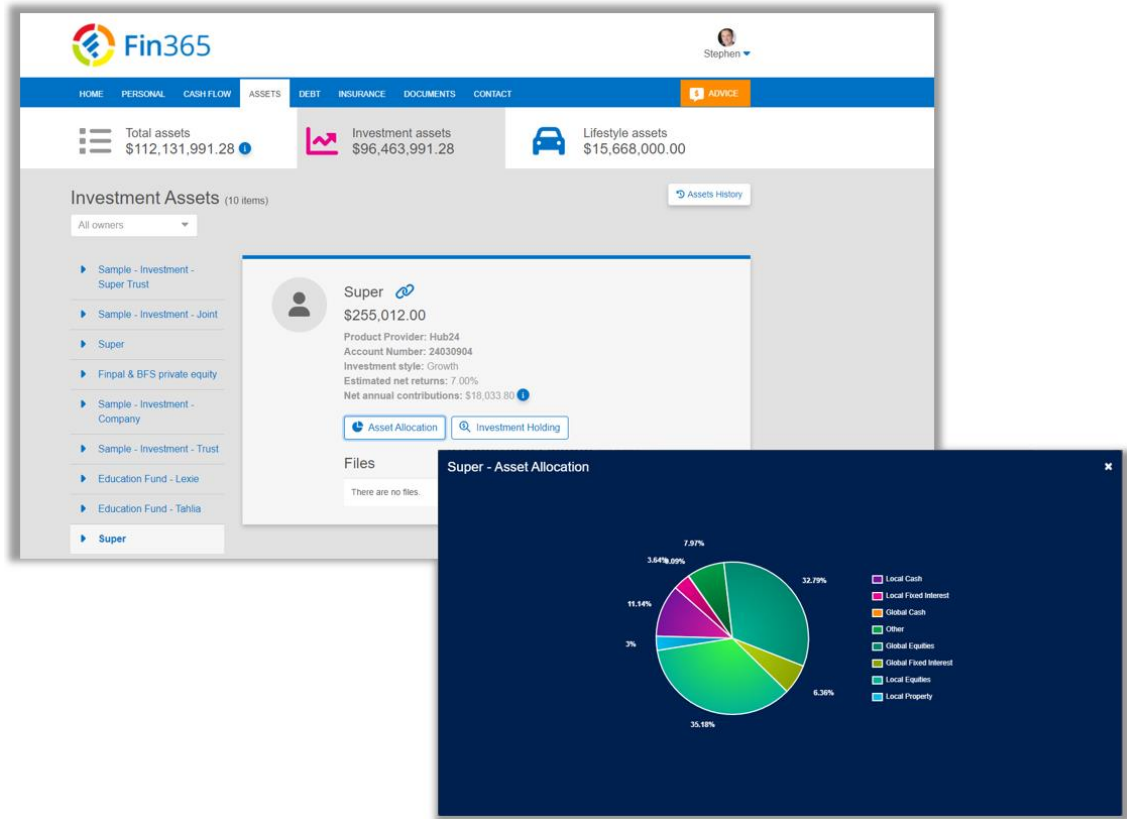 Fin365
Stephen
HOME PERSONAL CASH FLOW ASSETS DEBT INSURANCE DOCUMENTS CONTACT ADVICE
Total assets
$112,131,991.28
Investment assets
$96,463,991.28
Lifestyle assets
$15,668,000.00
Investment Assets (10 items)
Assets History
All owners
Sample - Investment -
Super Trust
Sample - Investment - Joint
Super
Finpal & BFS private equity
Sample - Investment -
Company
Sample - Investment - Trust
Education Fund - Lexie
Education Fund - Tahlia
Super
Super
$255,012.00
Product Provider: Hub24
Account Number: 24030904
Investment style: Growth
Estimated net returns: 7.00%
Net annual contributions: $18,033.80
Asset Allocation
Investment Holding
Files
There are no files.
Super - Asset Allocation
7.97%
3.64%
32.79%
11.14%
3%
6.36%
35.18%
Local Cash
Local Fixed Interest
Global Cash
Other
Global Equities
Global Fixed Interest
Local Equities
Local Property